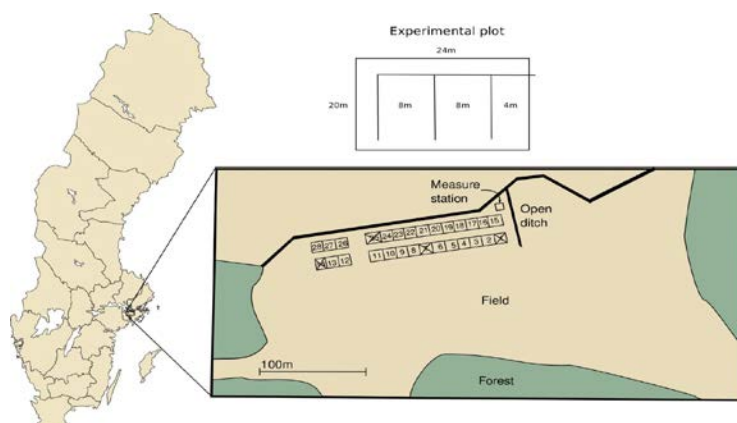 Experimental plot
24m
20m
8m
8m
4m
Measure
station
Open
ditch
28 27 26
24 23 22 21 20 19 18 17 16 15
13 12
11 10 9 8
6 5 4 3 2
Field
100m
Forest